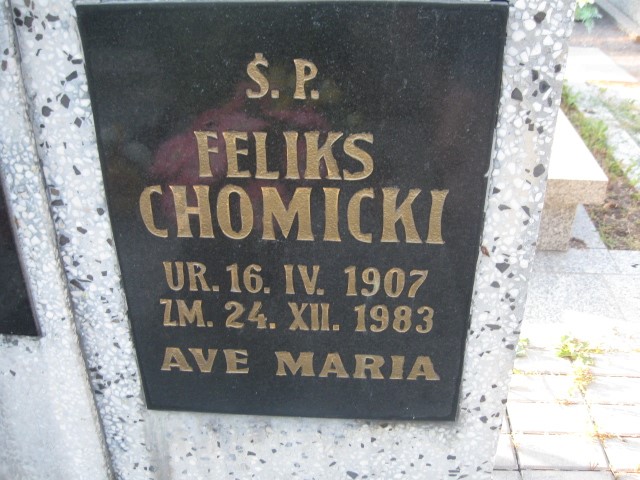 Ś. P.
FELIKS
CHOMICKI
UR. 16. IV. 1907
ZM. 24. XII. 1983
AVE MARIA